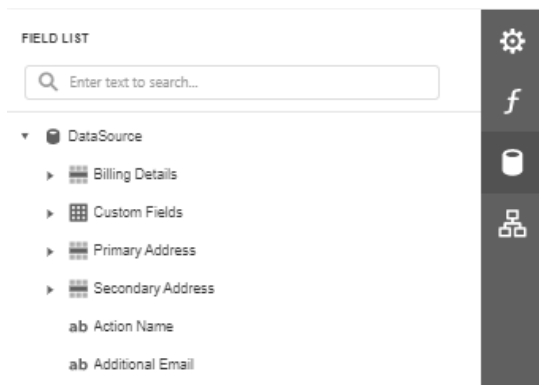 FIELD LIST
Enter text to search...
f
DataSource
Billing Details
Custom Fields
Primary Address
Secondary Address
ab Action Name
ab Additional Email